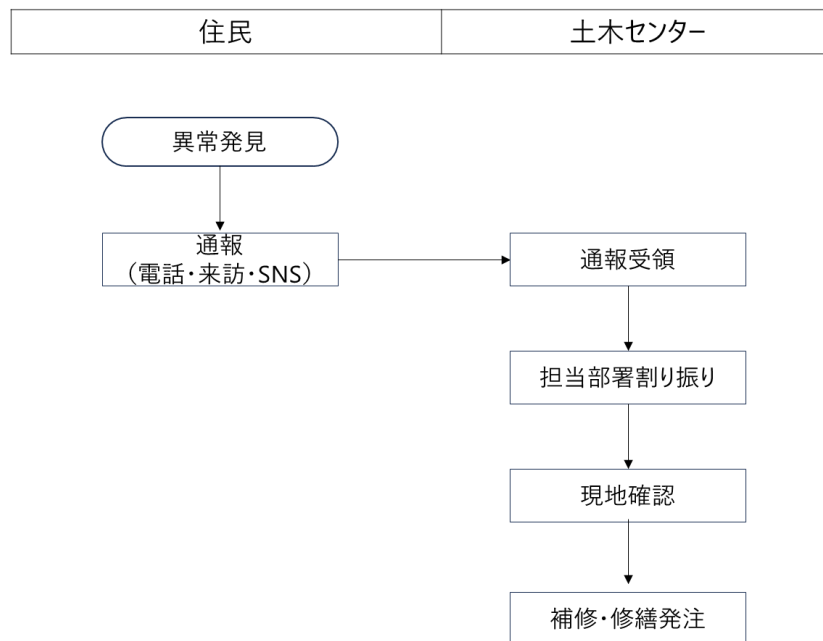 住民
土木センター
異常発見
通報
（電話・来訪・SNS）
通報受領
担当部署割り振り
現地確認
補修・修繕発注